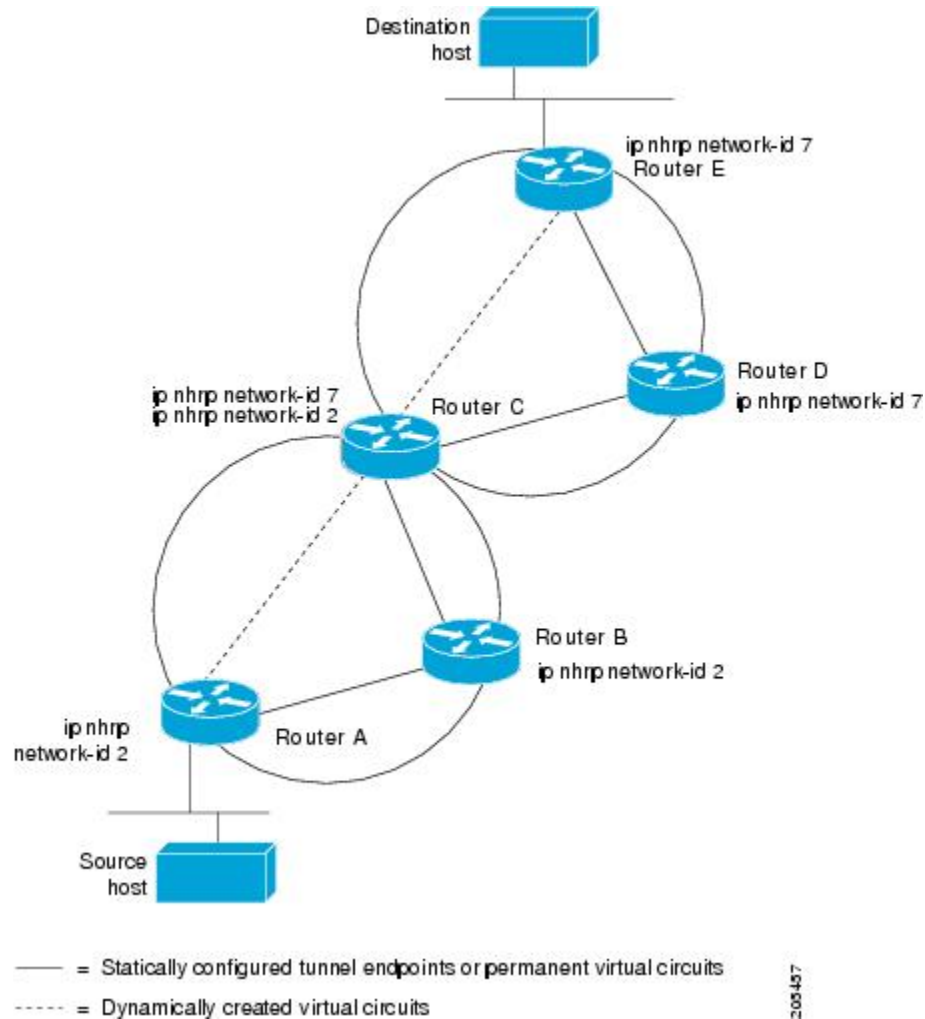 Destination
host
ip nhrp network-id 7
Router E
Router D
ip nhrp network-id 7
ip nhrp network-id 7
ip nhrp network-id 2
Router C
Router B
ip nhrp network-id 2
ip nhrp
network-id 2
Router A
Source
host
= Statically configured tunnel endpoints or permanent virtual circuits
= Dynamically created virtual circuits
205457